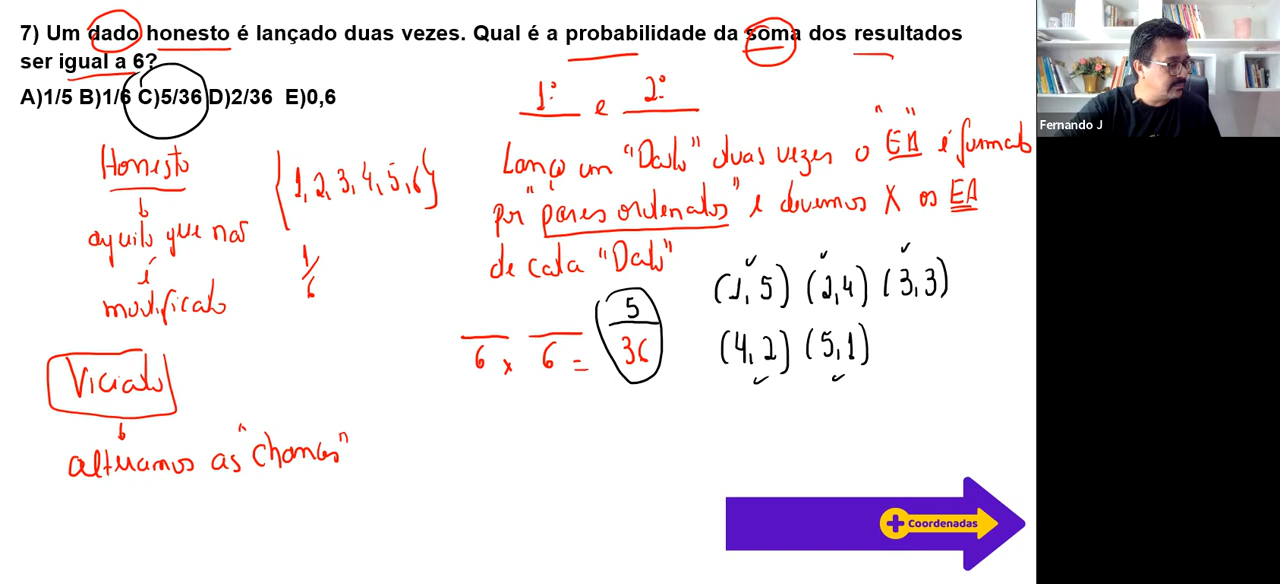 7) Um dado honesto é lançado duas vezes. Qual é a probabilidade da soma dos resultados
ser igual a 6?
A)1/5 B)1/6 C)5/36 D)2/36 E)0,6
1º e 2º
Honesto
{1,2,3,4,5,6}
aquilo que não
é
modificado
1/6
Lanço um "Dado" duas vezes o "EA" é formado
por "pares ordenados" e devemos X os EA
de cada "Dado"
6 x 6 = 5/36
(1,5) (2,4) (3,3)
(4,2) (5,1)
Viciado
alteramos as "chances"
Fernando J
+ Coordenadas